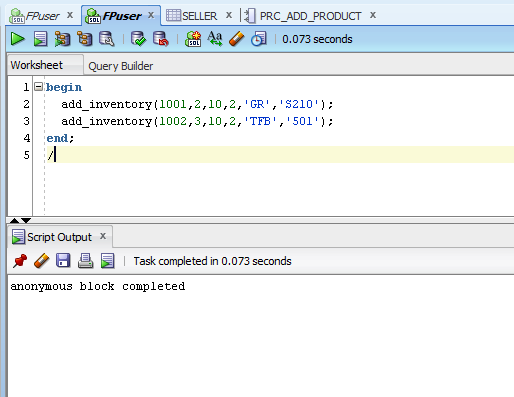 FPuser x FPuser x SELLER x PRC_ADD_PRODUCT x
0.073 seconds
Worksheet Query Builder
1 begin
2 add_inventory(1001,2,10,2,'GR','S210');
3 add_inventory(1002,3,10,2,'TFB','501');
4 end;
5 /
Script Output x
Task completed in 0.073 seconds
anonymous block completed